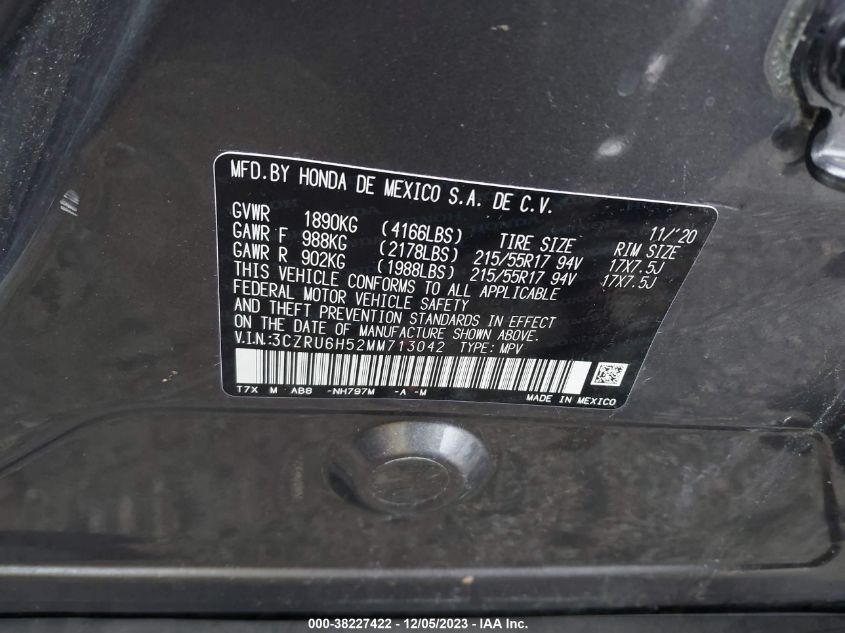 MFD.BY HONDA DE MEXICO S.A. DE C.V.
11/'20
GVWR 1890KG (4166LBS) TIRE SIZE RIM SIZE
GAWR F 988KG (2178LBS) 215/55R17 94V 17X7.5J
GAWR R 902KG (1988LBS) 215/55R17 94V 17X7.5J
THIS VEHICLE CONFORMS TO ALL APPLICABLE
FEDERAL MOTOR VEHICLE SAFETY
AND THEFT PREVENTION STANDARDS IN EFFECT
ON THE DATE OF MANUFACTURE SHOWN ABOVE.
V.I.N.:3CZRU6H52MM713042 TYPE: MPV
T7X M AB8 -NH797M -A -M MADE IN MEXICO
000-38227422 - 12/05/2023 - IAA Inc.